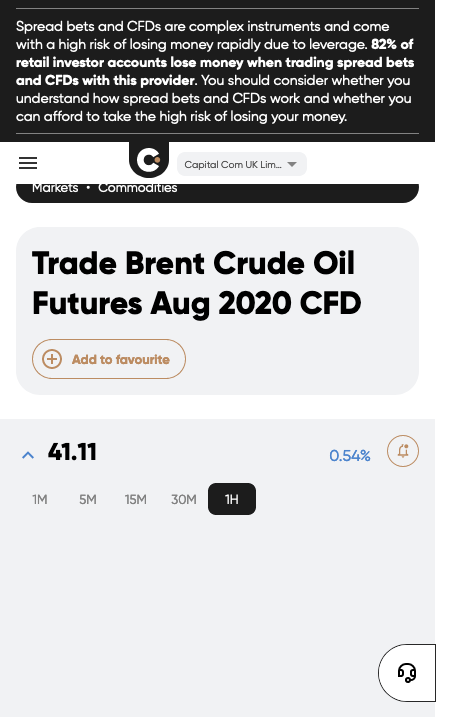 Spread bets and CFDs are complex instruments and come
with a high risk of losing money rapidly due to leverage. 82% of
retail investor accounts lose money when trading spread bets
and CFDs with this provider. You should consider whether you
understand how spread bets and CFDs work and whether you
can afford to take the high risk of losing your money.
Capital Com UK Lim...
Markets • Commodities
Trade Brent Crude Oil
Futures Aug 2020 CFD
Add to favourite
41.11
0.54%
1M 5M 15M 30M 1H